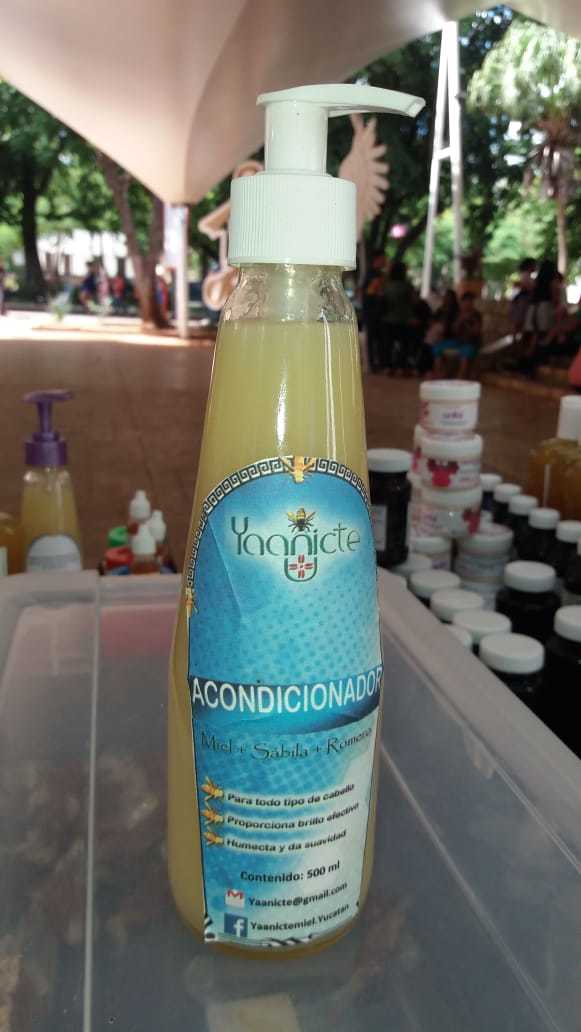 Yaanicte
ACONDICIONADOR
Miel + Sábila + Romero
Para todo tipo de cabello
Proporciona brillo efectivo
Humecta y da suavidad
Contenido: 500 ml
Yaanicte@gmail.com
Yaanictemiel.Yucatan